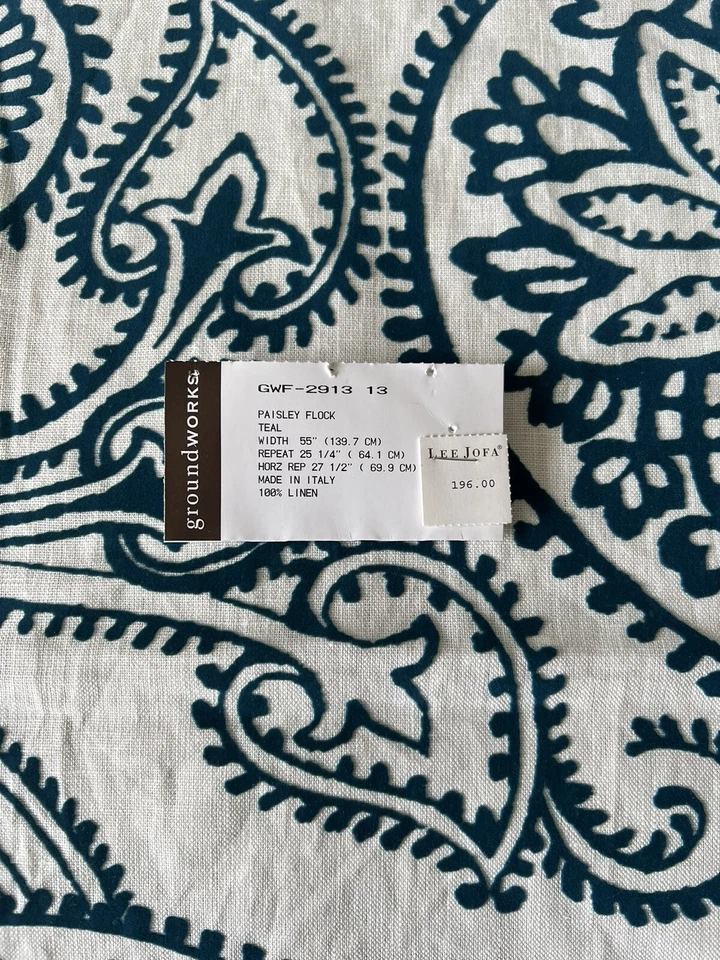 groundWORKS
GWF-2913 13
PAISLEY FLOCK
TEAL
WIDTH 55" (139.7 CM)
REPEAT 25 1/4" ( 64.1 CM)
HORZ REP 27 1/2" ( 69.9 CM)
MADE IN ITALY
100% LINEN
LEE JOFA®
196.00